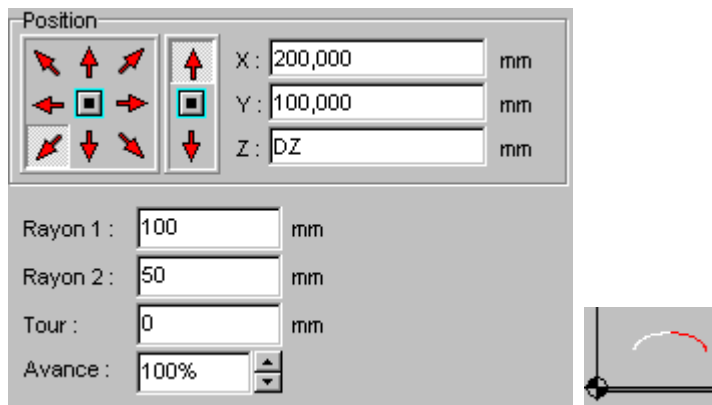 Position
X : 200,000 mm
Y : 100,000 mm
Z : DZ mm
Rayon 1 : 100 mm
Rayon 2 : 50 mm
Tour : 0 mm
Avance : 100%